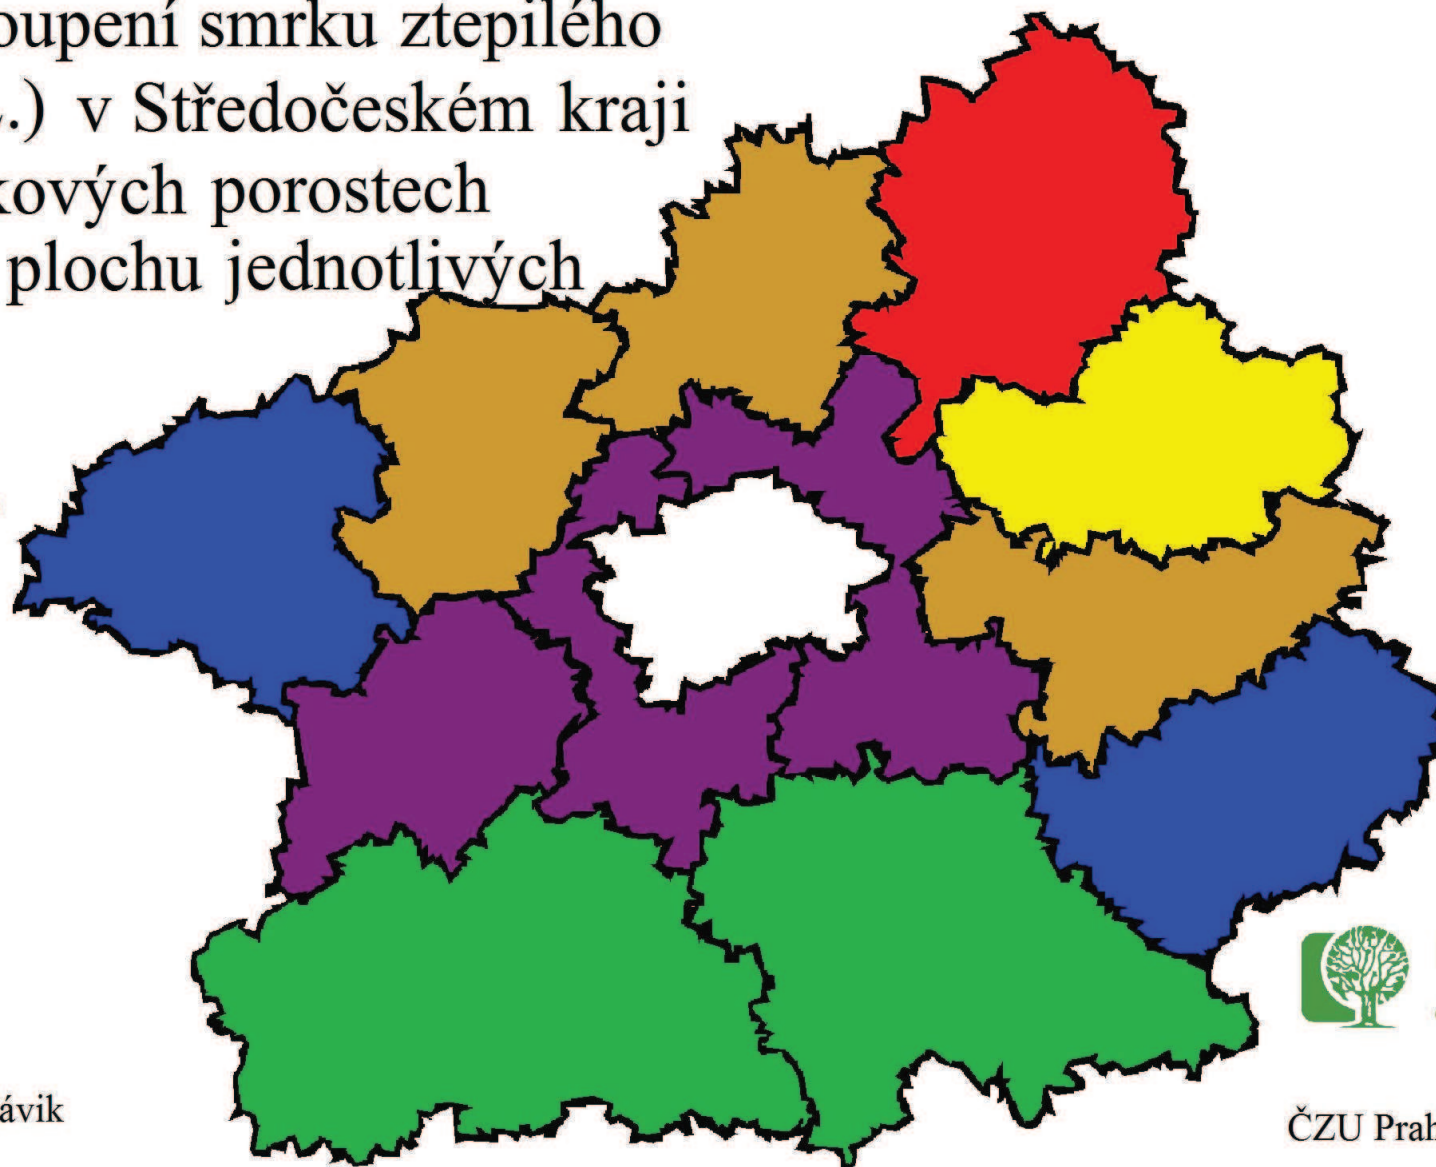 oupení smrku ztepilého
.) v Středočeském kraji
kových porostech
plochu jednotlivých
ávik
ČZU Prah